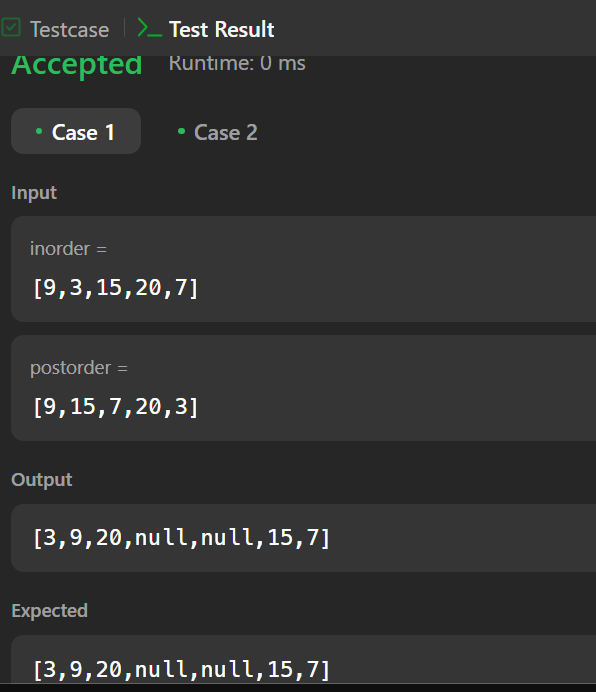 Testcase Test Result
Accepted Runtime: 0 ms
Case 1 Case 2
Input
inorder =
[9,3,15,20,7]
postorder =
[9,15,7,20,3]
Output
[3,9,20,null,null,15,7]
Expected
[3,9,20,null,null,15,7]